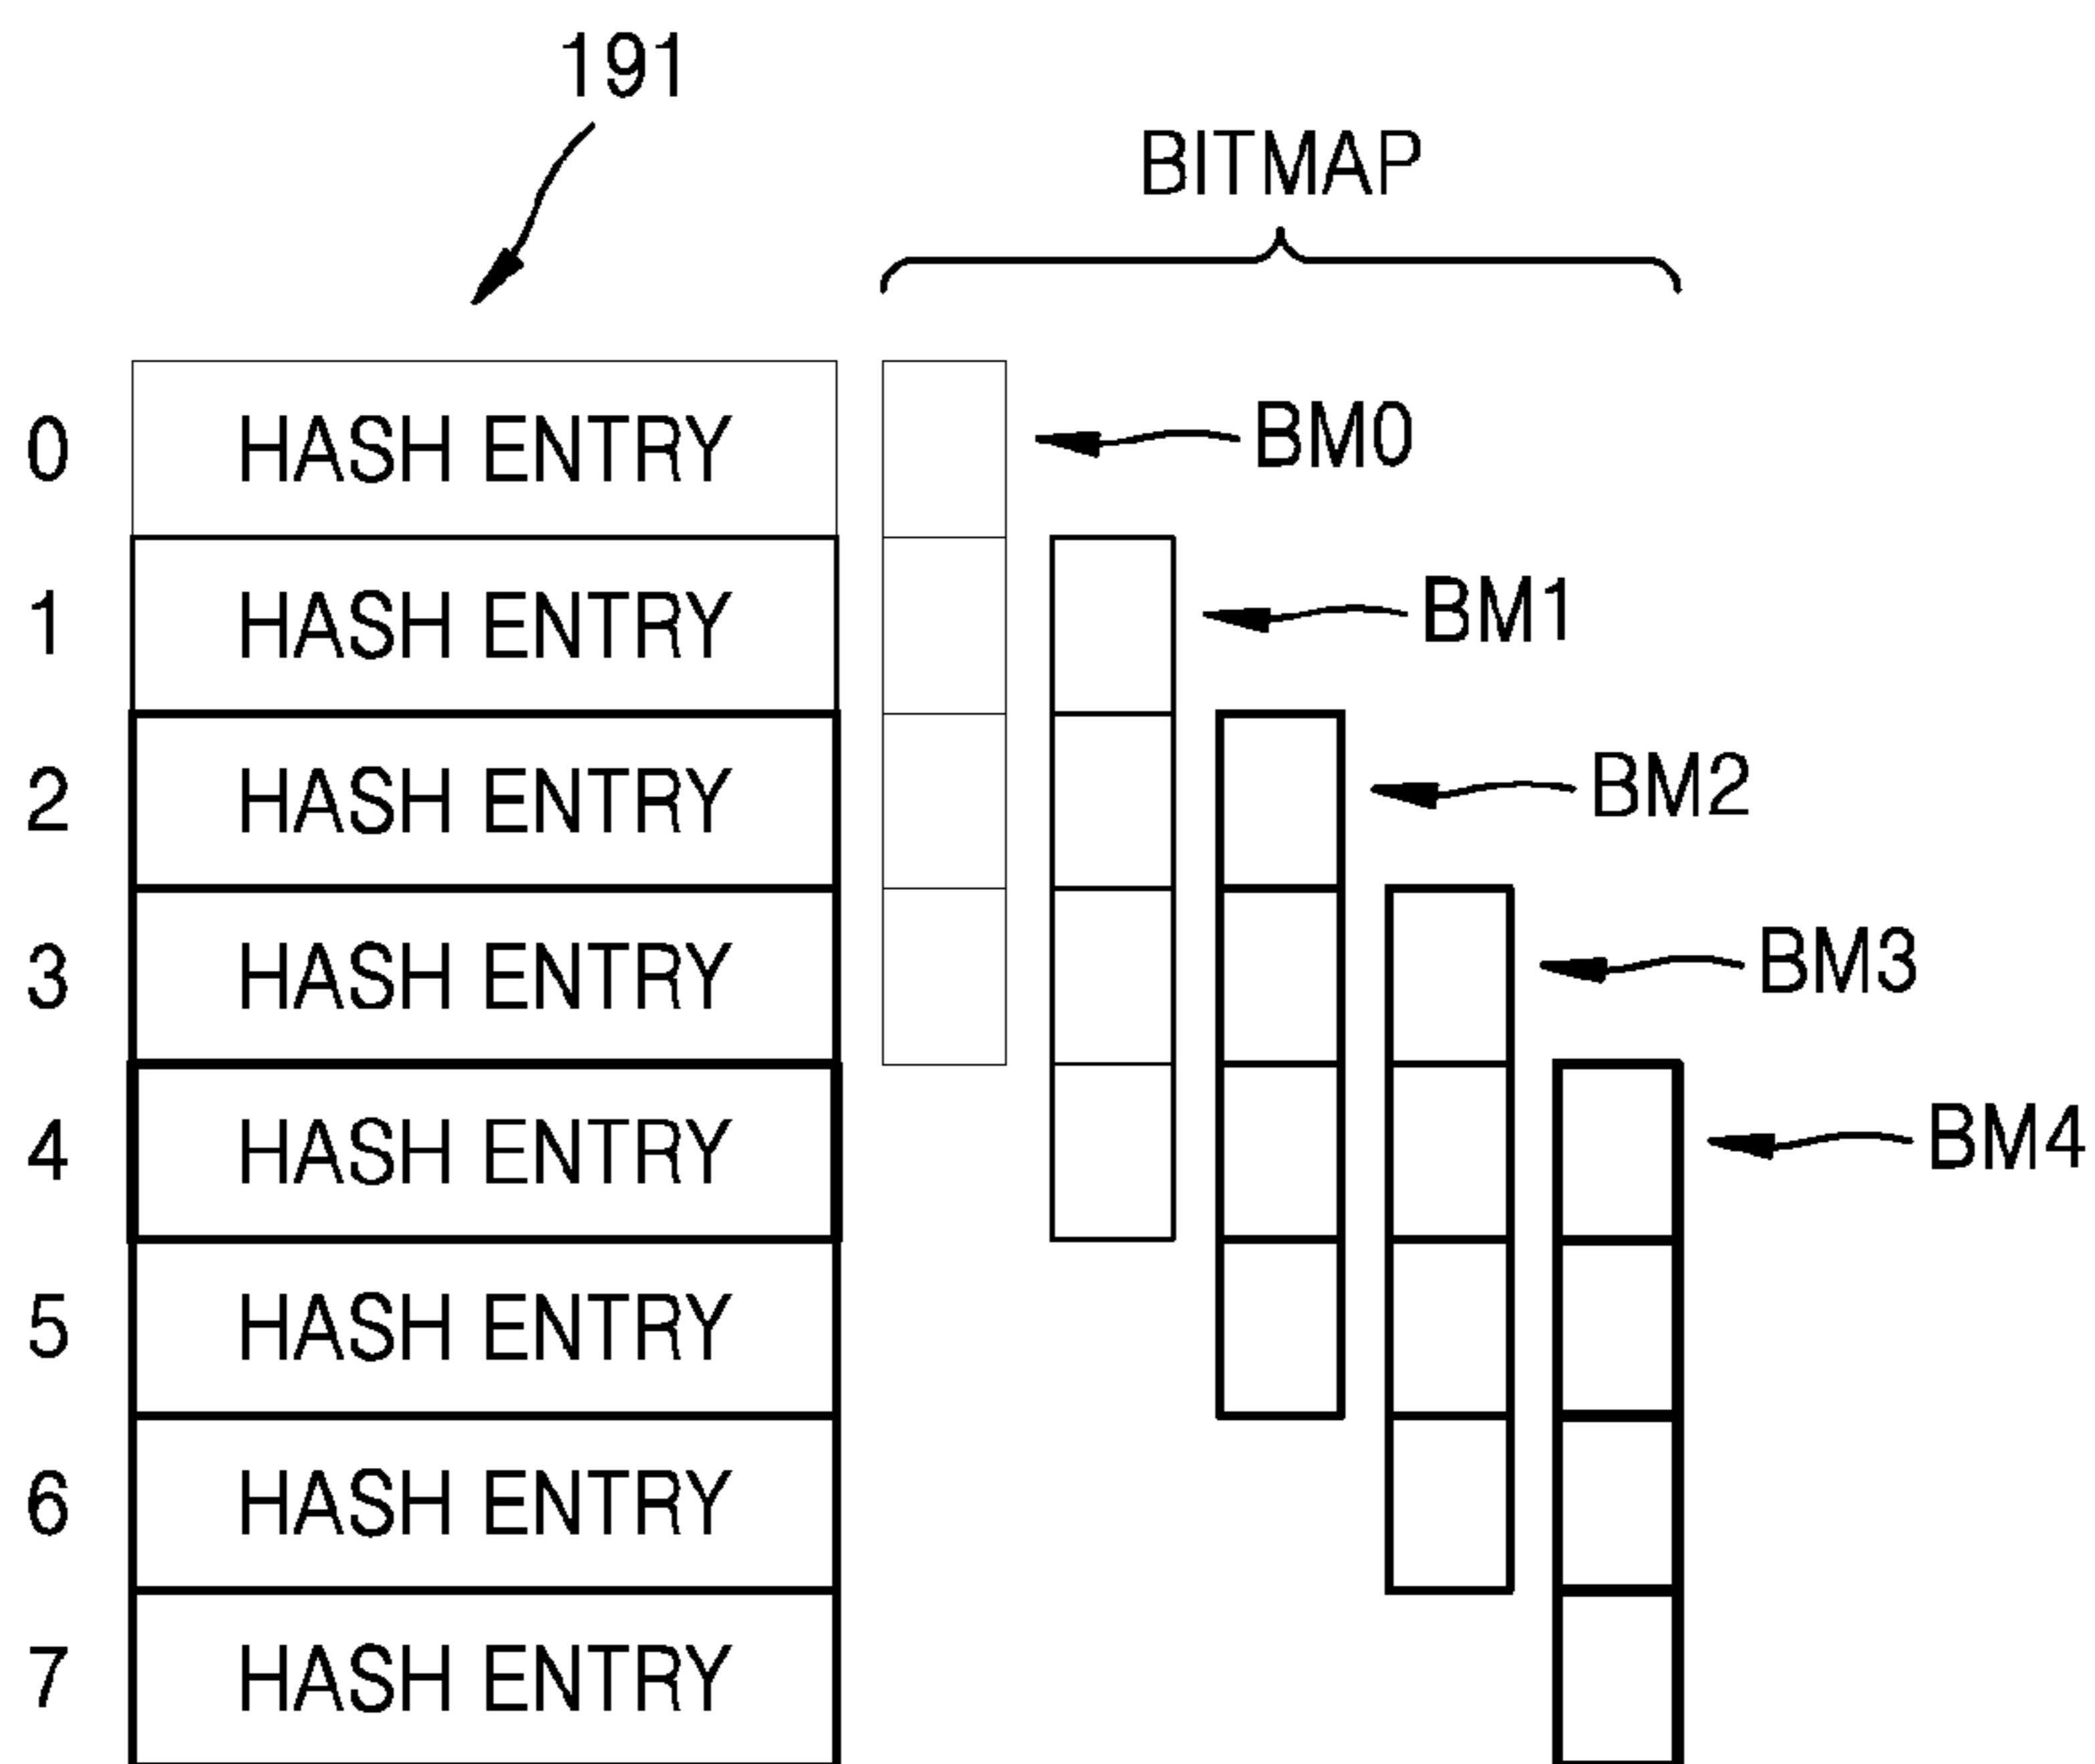 191
BITMAP
0 HASH ENTRY BM0
1 HASH ENTRY BM1
2 HASH ENTRY BM2
3 HASH ENTRY BM3
4 HASH ENTRY BM4
5 HASH ENTRY
6 HASH ENTRY
7 HASH ENTRY